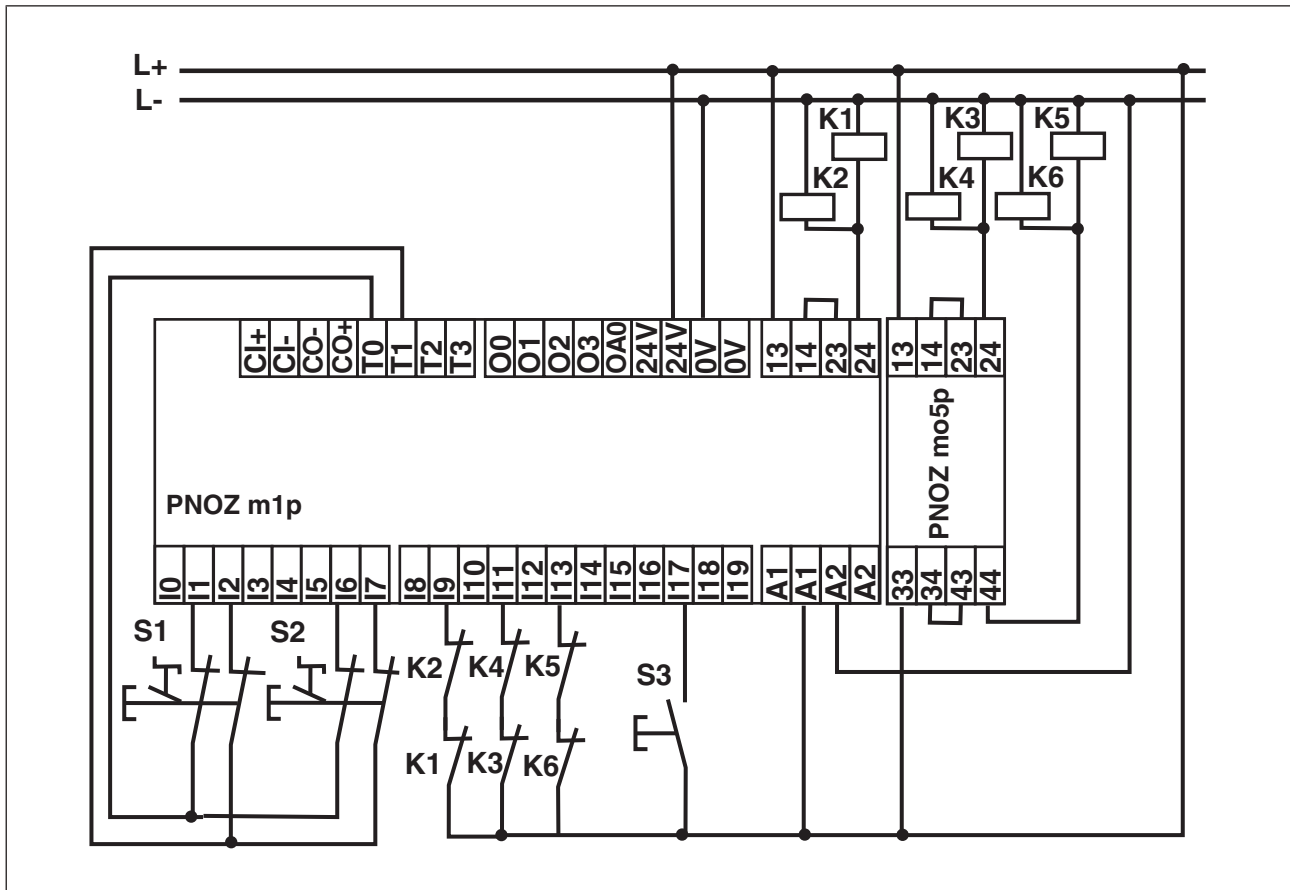 L+
L-
K1
K3
K5
K2
K4
K6
CI+ CI- CO- CO+ T0 T1 T2 T3 O0 O1 O2 O3 OA0 24V 24V 0V 0V 13 14 23 24 13 14 23 24
PNOZ m1p
PNOZ mo5p
I0 I1 I2 I3 I4 I5 I6 I7 I8 I9 I10 I11 I12 I13 I14 I15 I16 I17 I18 I19 A1 A1 A2 A2 33 34 43 44
S1
S2
K2
K4
K5
S3
K1
K3
K6